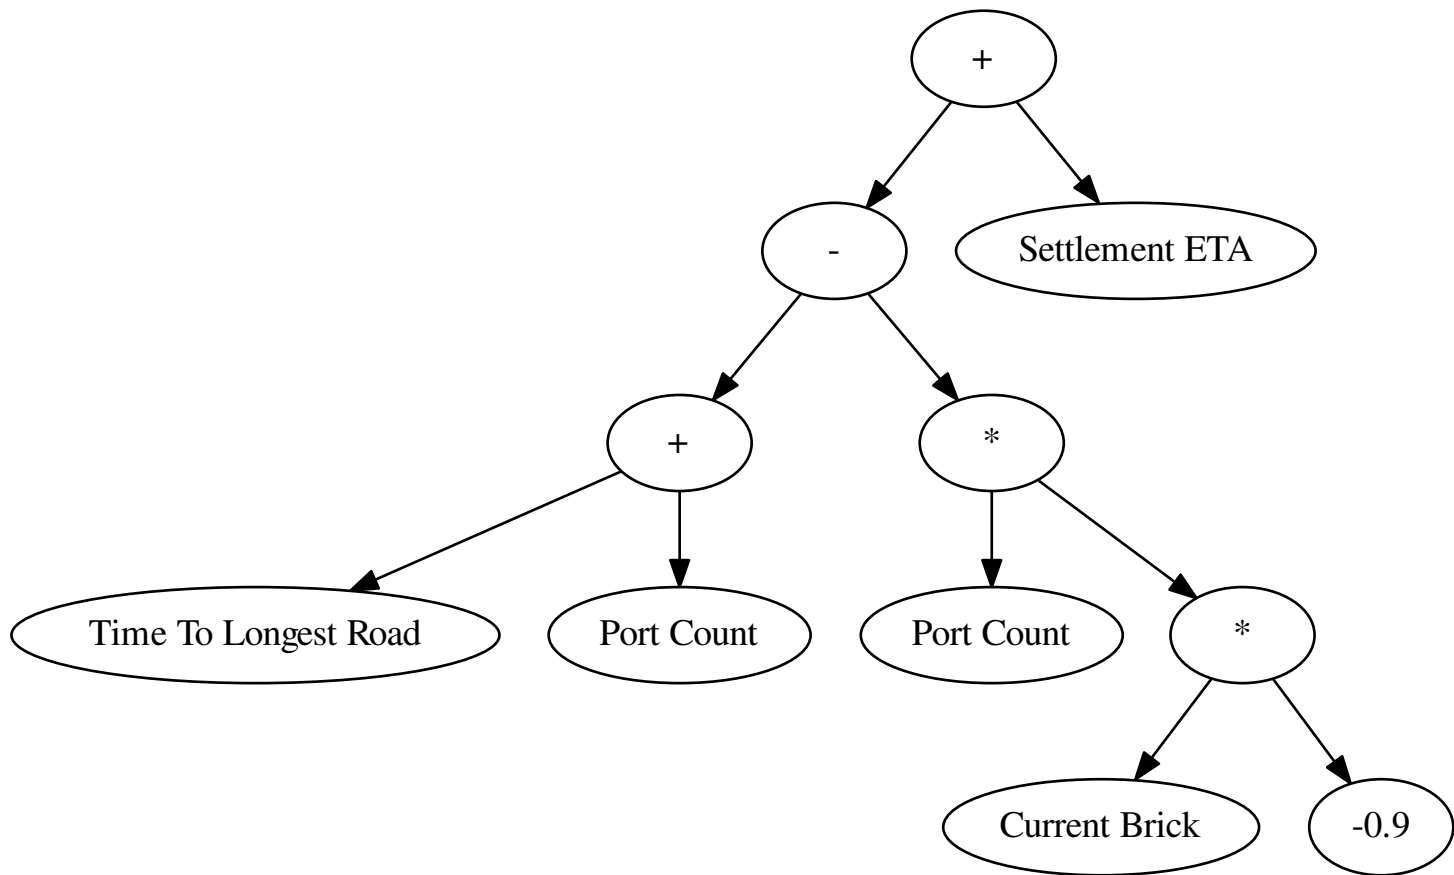 +
-
Settlement ETA
+
*
Time To Longest Road
Port Count
Port Count
*
Current Brick
-0.9